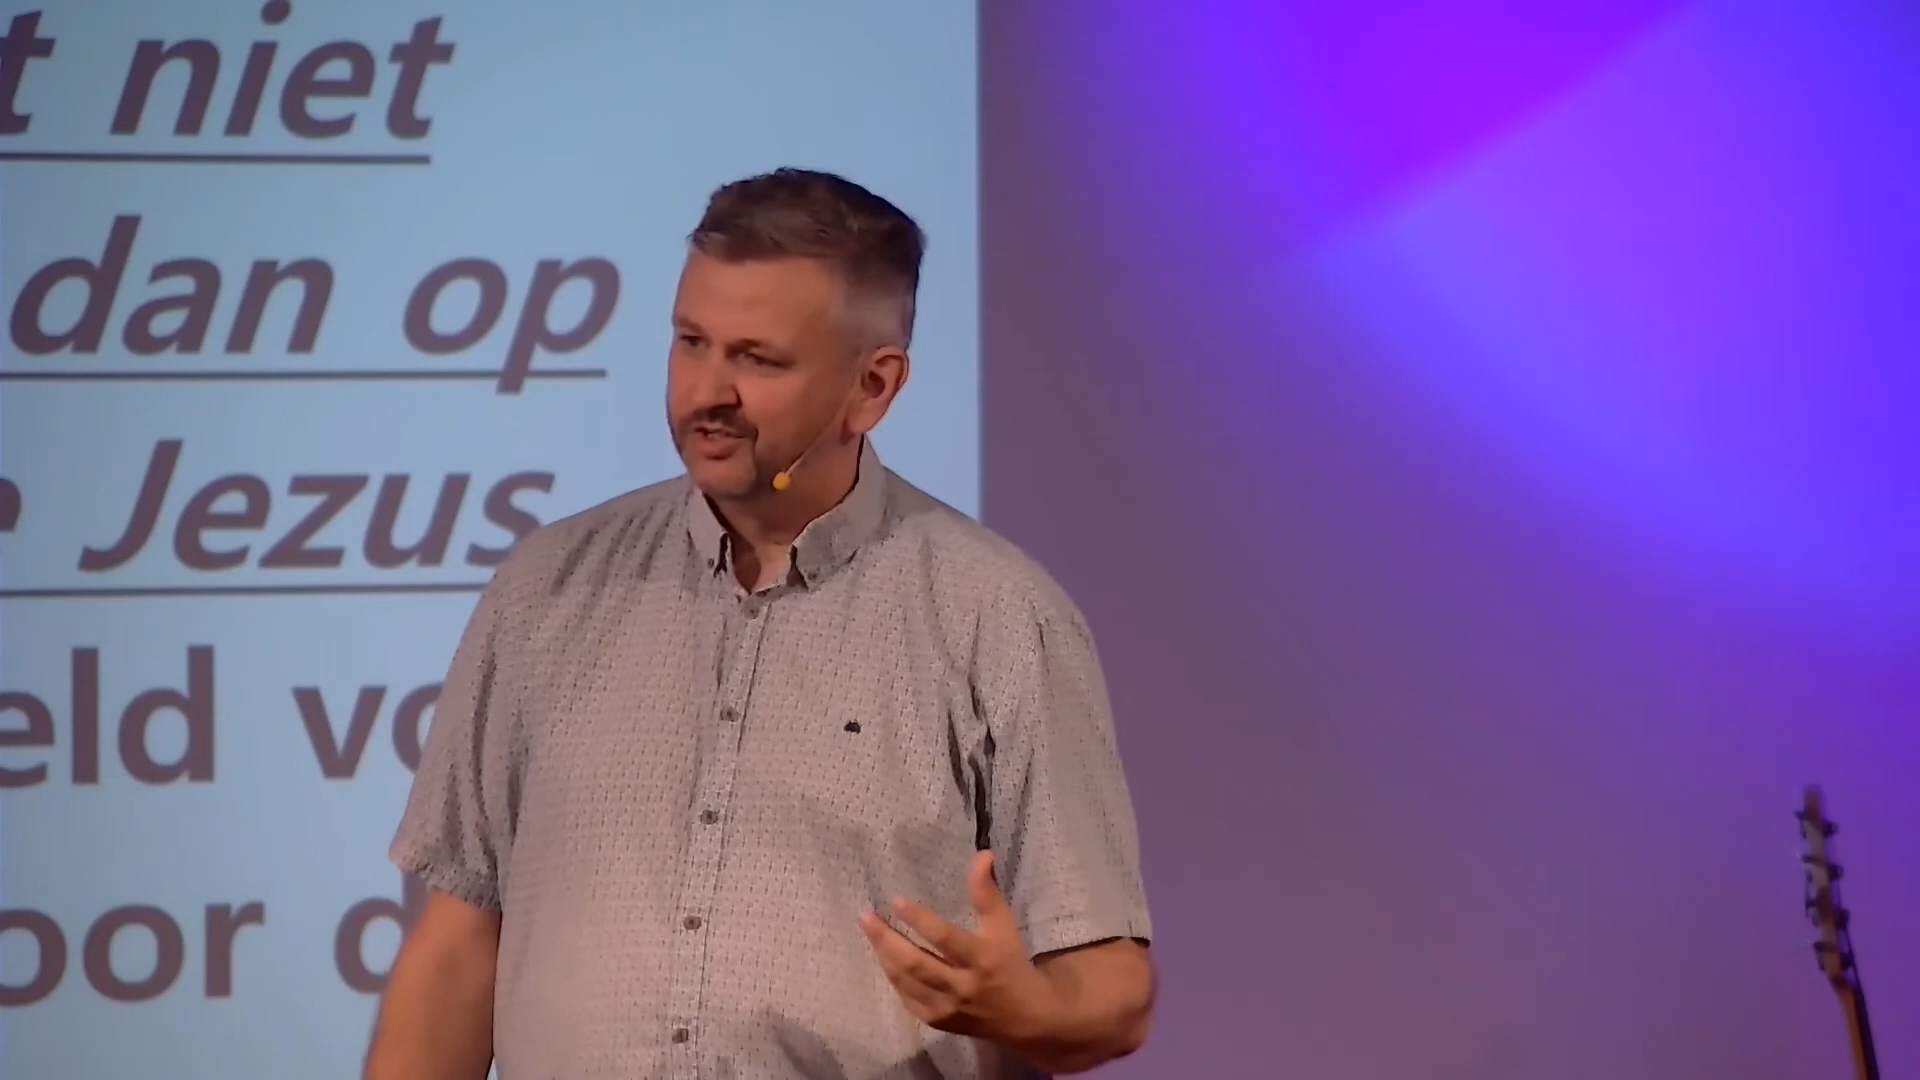 t niet
dan op
e Jezus
eld vo
oor d